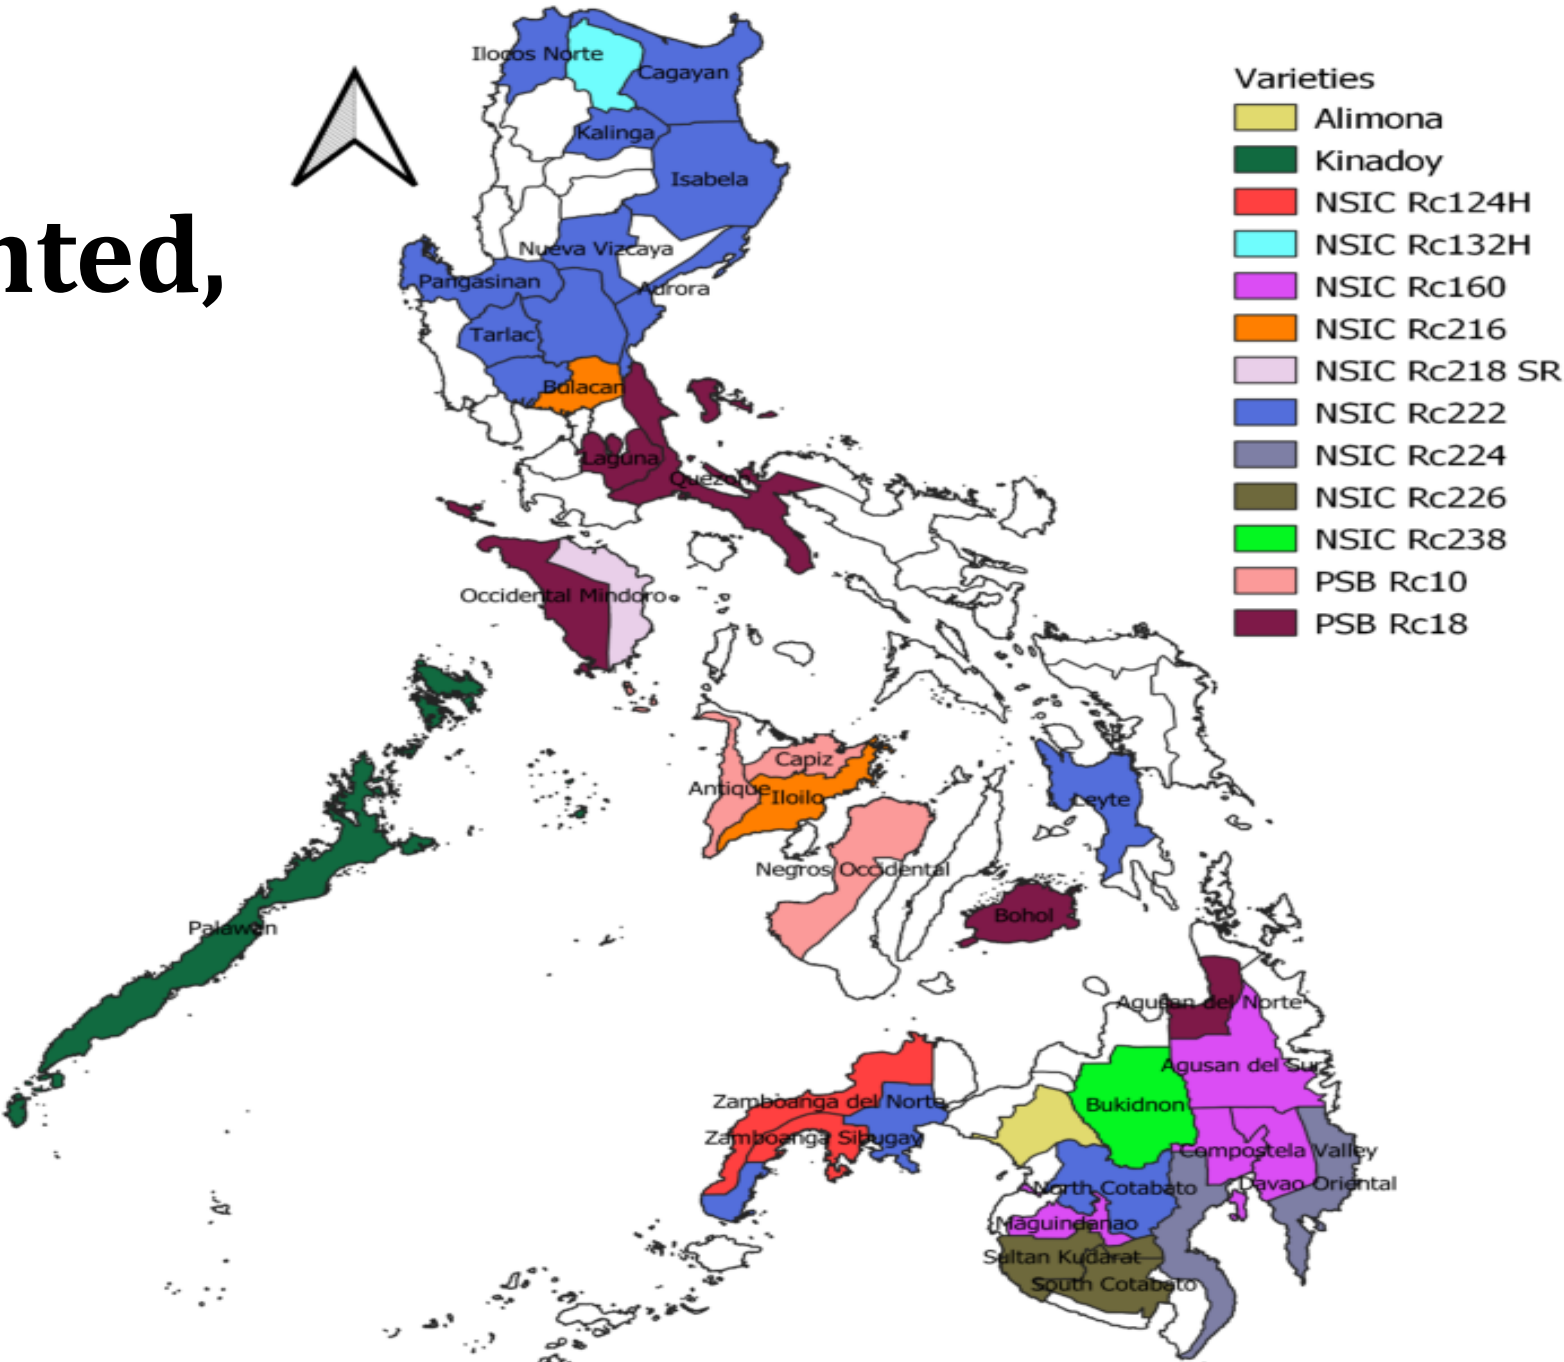 nted,
Varieties
Alimona
Kinadoy
NSIC Rc124H
NSIC Rc132H
NSIC Rc160
NSIC Rc216
NSIC Rc218 SR
NSIC Rc222
NSIC Rc224
NSIC Rc226
NSIC Rc238
PSB Rc10
PSB Rc18
Ilocos Norte
Cagayan
Kalinga
Isabela
Nueva Vizcaya
Pangasinan
Aurora
Tarlac
Bulacan
Laguna
Quezon
Occidental Mindoro
Capiz
Antique
Iloilo
Leyte
Negros Occidental
Bohol
Palawan
Agusan del Norte
Agusan del Sur
Zamboanga del Norte
Bukidnon
Zamboanga Sibugay
Compostela Valley
Davao Oriental
North Cotabato
Maguindanao
Sultan Kudarat
South Cotabato